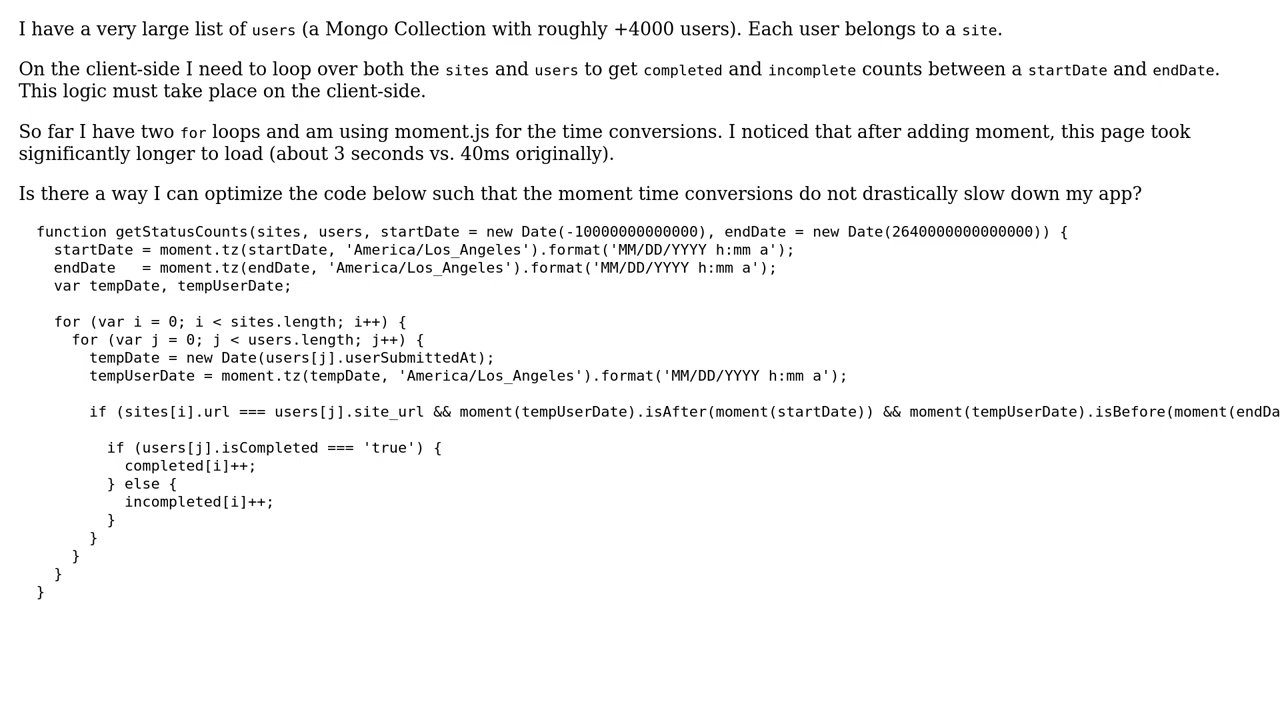 I have a very large list of users (a Mongo Collection with roughly +4000 users). Each user belongs to a site.
On the client-side I need to loop over both the sites and users to get completed and incomplete counts between a startDate and endDate.
This logic must take place on the client-side.
So far I have two for loops and am using moment.js for the time conversions. I noticed that after adding moment, this page took
significantly longer to load (about 3 seconds vs. 40ms originally).
Is there a way I can optimize the code below such that the moment time conversions do not drastically slow down my app?
function getStatusCounts(sites, users, startDate = new Date(-10000000000000), endDate = new Date(2640000000000000)) {
  startDate = moment.tz(startDate, 'America/Los_Angeles').format('MM/DD/YYYY h:mm a');
  endDate   = moment.tz(endDate, 'America/Los_Angeles').format('MM/DD/YYYY h:mm a');
  var tempDate, tempUserDate;
  for (var i = 0; i < sites.length; i++) {
    for (var j = 0; j < users.length; j++) {
      tempDate = new Date(users[j].userSubmittedAt);
      tempUserDate = moment.tz(tempDate, 'America/Los_Angeles').format('MM/DD/YYYY h:mm a');
      if (sites[i].url === users[j].site_url && moment(tempUserDate).isAfter(moment(startDate)) && moment(tempUserDate).isBefore(moment(endDa
        if (users[j].isCompleted === 'true') {
          completed[i]++;
        } else {
          incompleted[i]++;
        }
      }
    }
  }
}